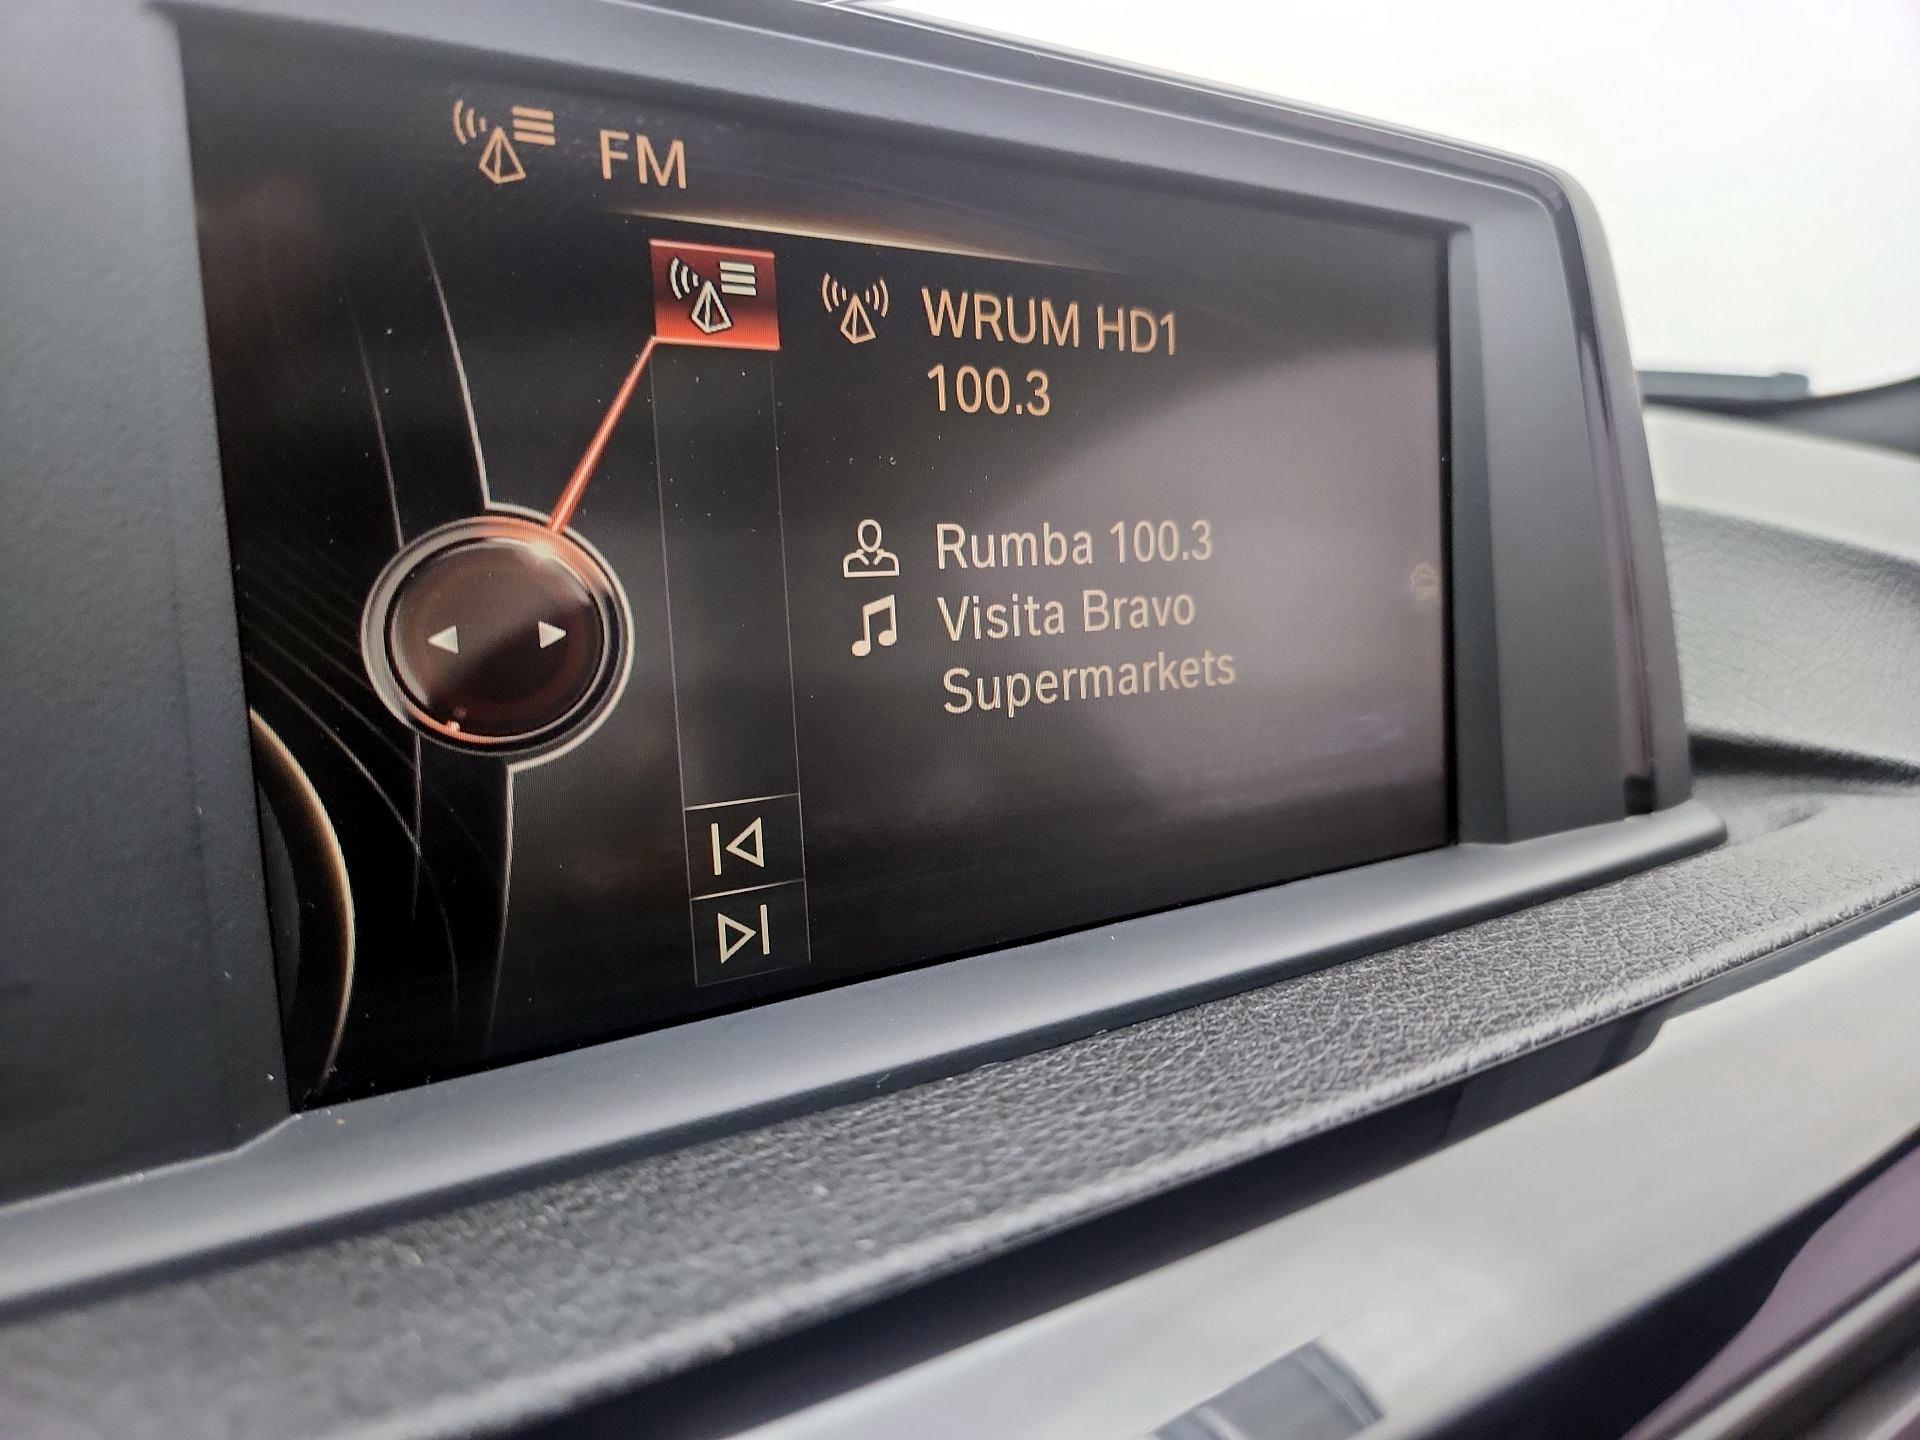 FM
WRUM HD1
100.3
Rumba 100.3
Visita Bravo
Supermarkets